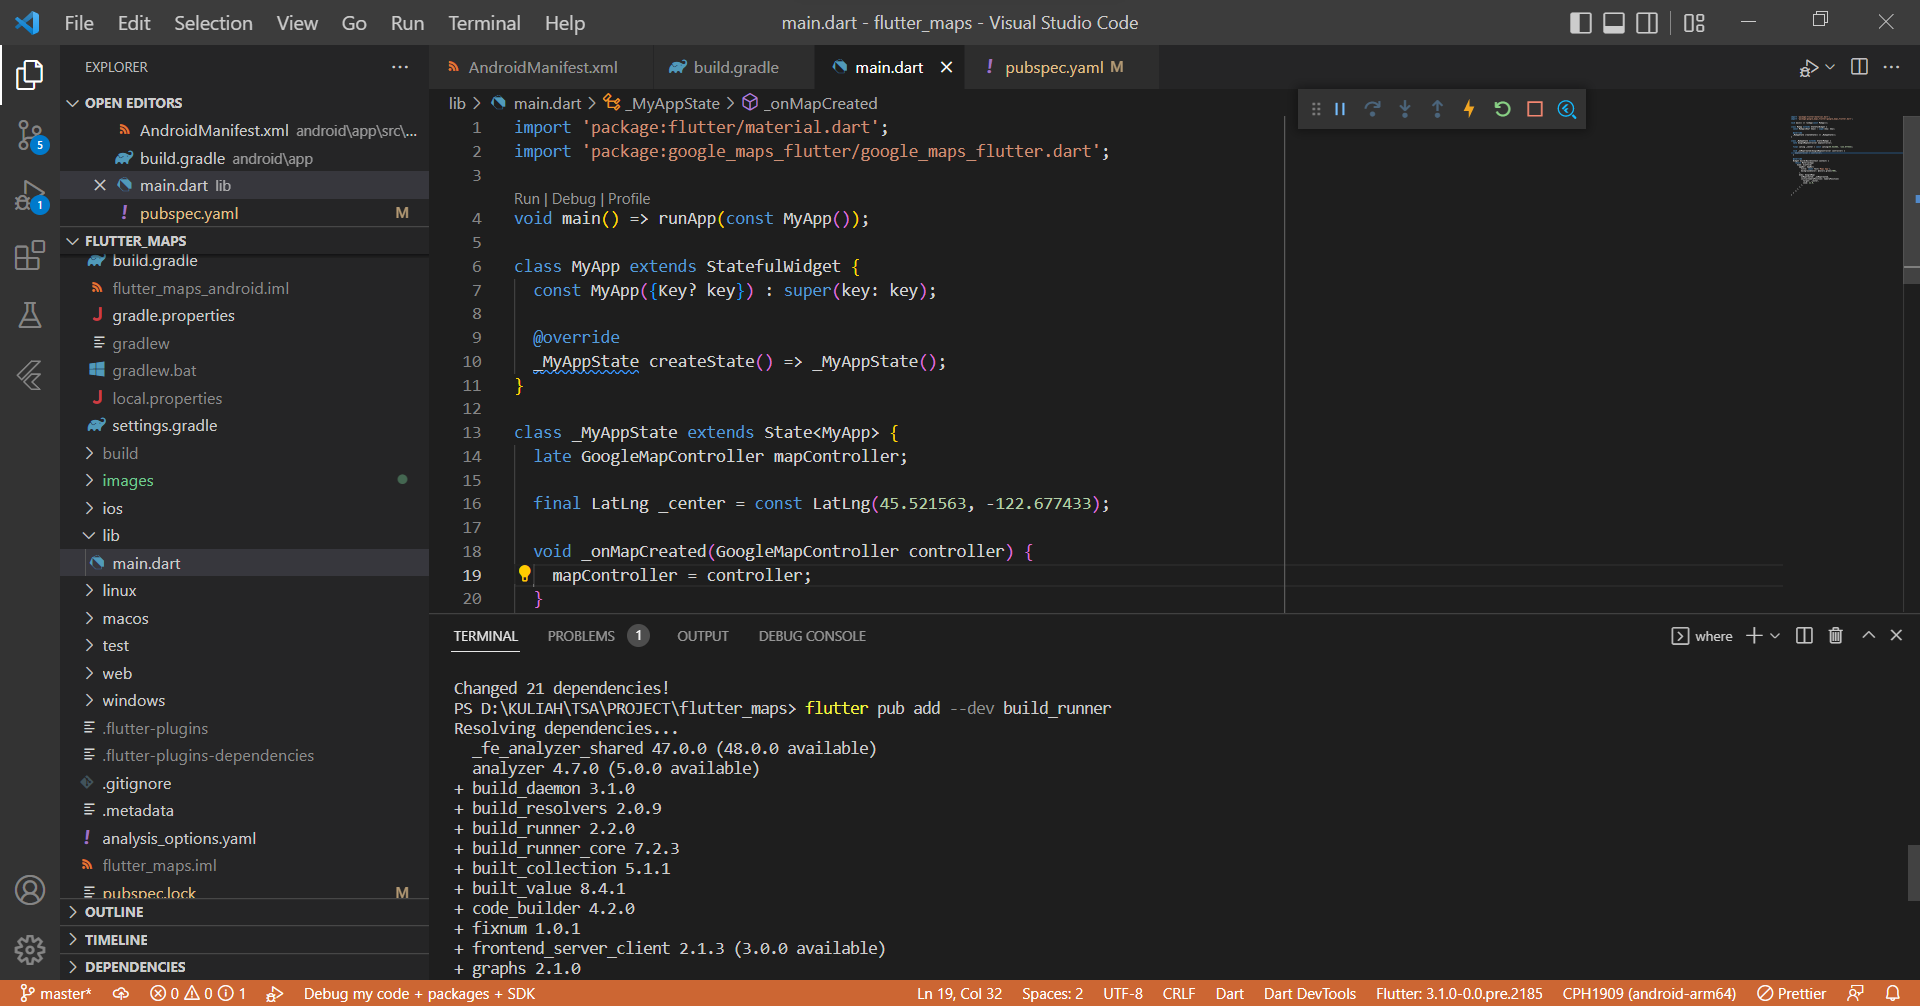 File Edit Selection View Go Run Terminal Help
main.dart - flutter_maps - Visual Studio Code
EXPLORER
OPEN EDITORS
AndroidManifest.xml android\app\src\...
build.gradle android\app
main.dart lib
! pubspec.yaml M
FLUTTER_MAPS
build.gradle
flutter_maps_android.iml
gradle.properties
gradlew
gradlew.bat
local.properties
settings.gradle
build
images
ios
lib
main.dart
linux
macos
test
web
windows
.flutter-plugins
.flutter-plugins-dependencies
.gitignore
.metadata
! analysis_options.yaml
flutter_maps.iml
pubspec.lock M
OUTLINE
TIMELINE
DEPENDENCIES
5
1
AndroidManifest.xml build.gradle main.dart ! pubspec.yaml M
lib > main.dart > _MyAppState > _onMapCreated
1 import 'package:flutter/material.dart';
2 import 'package:google_maps_flutter/google_maps_flutter.dart';
3
Run | Debug | Profile
4 void main() => runApp(const MyApp());
5
6 class MyApp extends StatefulWidget {
7 const MyApp({Key? key}) : super(key: key);
8
9 @override
10 _MyAppState createState() => _MyAppState();
11 }
12
13 class _MyAppState extends State<MyApp> {
14 late GoogleMapController mapController;
15
16 final LatLng _center = const LatLng(45.521563, -122.677433);
17
18 void _onMapCreated(GoogleMapController controller) {
19 mapController = controller;
20 }
TERMINAL PROBLEMS 1 OUTPUT DEBUG CONSOLE
where
Changed 21 dependencies!
PS D:\KULIAH\TSA\PROJECT\flutter_maps> flutter pub add --dev build_runner
Resolving dependencies...
_fe_analyzer_shared 47.0.0 (48.0.0 available)
analyzer 4.7.0 (5.0.0 available)
+ build_daemon 3.1.0
+ build_resolvers 2.0.9
+ build_runner 2.2.0
+ build_runner_core 7.2.3
+ built_collection 5.1.1
+ built_value 8.4.1
+ code_builder 4.2.0
+ fixnum 1.0.1
+ frontend_server_client 2.1.3 (3.0.0 available)
+ graphs 2.1.0
master* 0 0 1 Debug my code + packages + SDK
Ln 19, Col 32 Spaces: 2 UTF-8 CRLF Dart Dart DevTools Flutter: 3.1.0-0.0.pre.2185 CPH1909 (android-arm64) Prettier